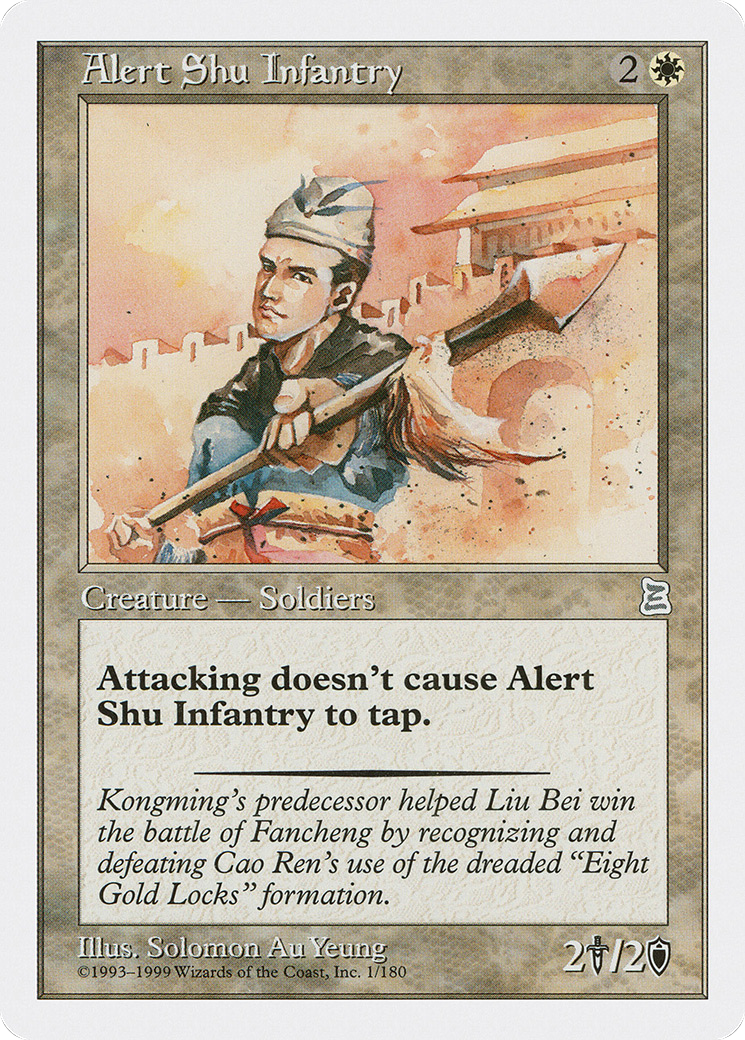 Alert Shu Infantry 2
Creature — Soldiers
Attacking doesn't cause Alert
Shu Infantry to tap.
Kongming's predecessor helped Liu Bei win
the battle of Fancheng by recognizing and
defeating Cao Ren's use of the dreaded “Eight
Gold Locks” formation.
Illus. Solomon Au Yeung
2/2
©1993–1999 Wizards of the Coast, Inc. 1/180